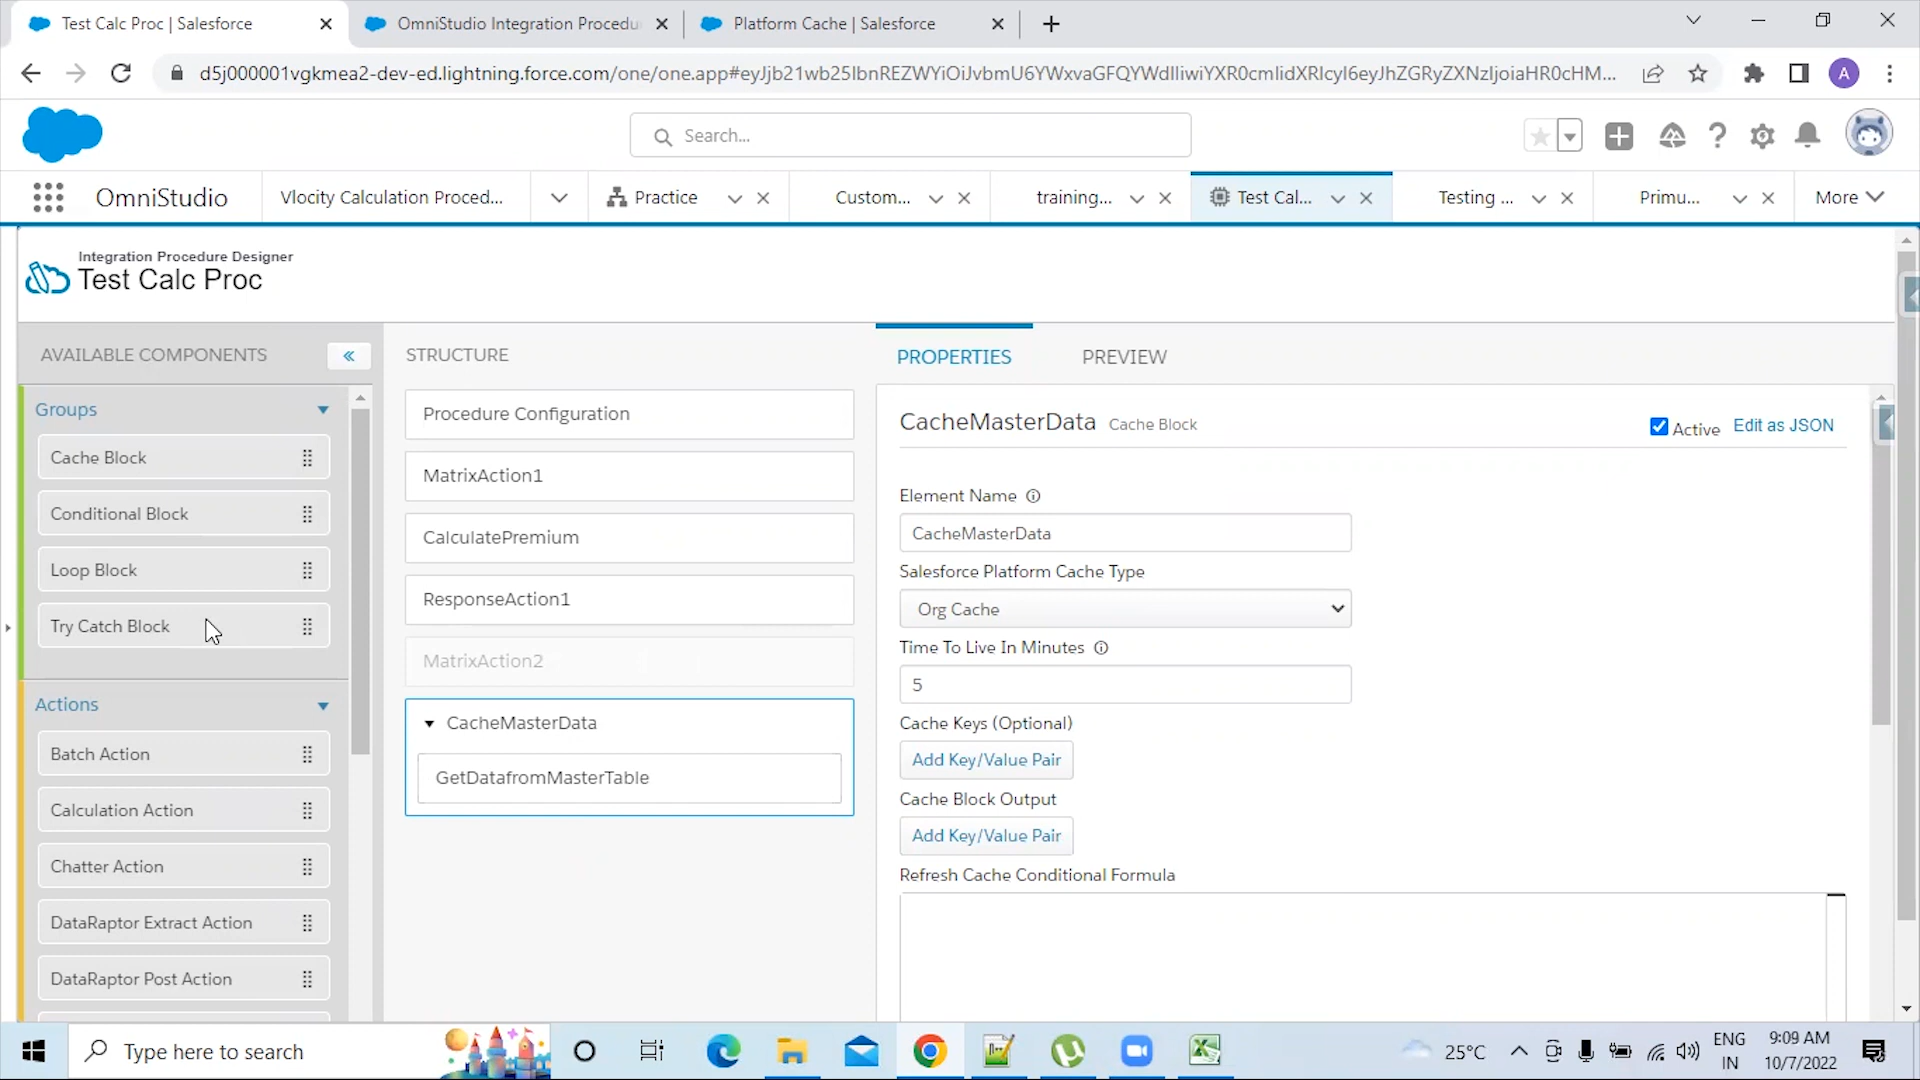 Test Calc Proc | Salesforce
OmniStudio Integration Procedu
Platform Cache | Salesforce
d5j000001vgkmea2-dev-ed.lightning.force.com/one/one.app#eyJjb21wb25lbnREZWYiOiJvbmU6YWxvaGFQYWdlIiwiYXR0cmlidXRlcyI6eyJhZGRyZXNzIjoiaHR0cHM...
A
Search...
OmniStudio
Vlocity Calculation Proced...
Practice
Custom...
training...
Test Cal...
Testing ...
Primu...
More
Integration Procedure Designer
Test Calc Proc
AVAILABLE COMPONENTS
STRUCTURE
PROPERTIES
PREVIEW
Groups
Cache Block
Conditional Block
Loop Block
Try Catch Block
Actions
Batch Action
Calculation Action
Chatter Action
DataRaptor Extract Action
DataRaptor Post Action
Procedure Configuration
MatrixAction1
CalculatePremium
ResponseAction1
MatrixAction2
CacheMasterData
GetDatafromMasterTable
CacheMasterData Cache Block
Active
Edit as JSON
Element Name
CacheMasterData
Salesforce Platform Cache Type
Org Cache
Time To Live In Minutes
5
Cache Keys (Optional)
Add Key/Value Pair
Cache Block Output
Add Key/Value Pair
Refresh Cache Conditional Formula
Type here to search
25°C
ENG
IN
9:09 AM
10/7/2022